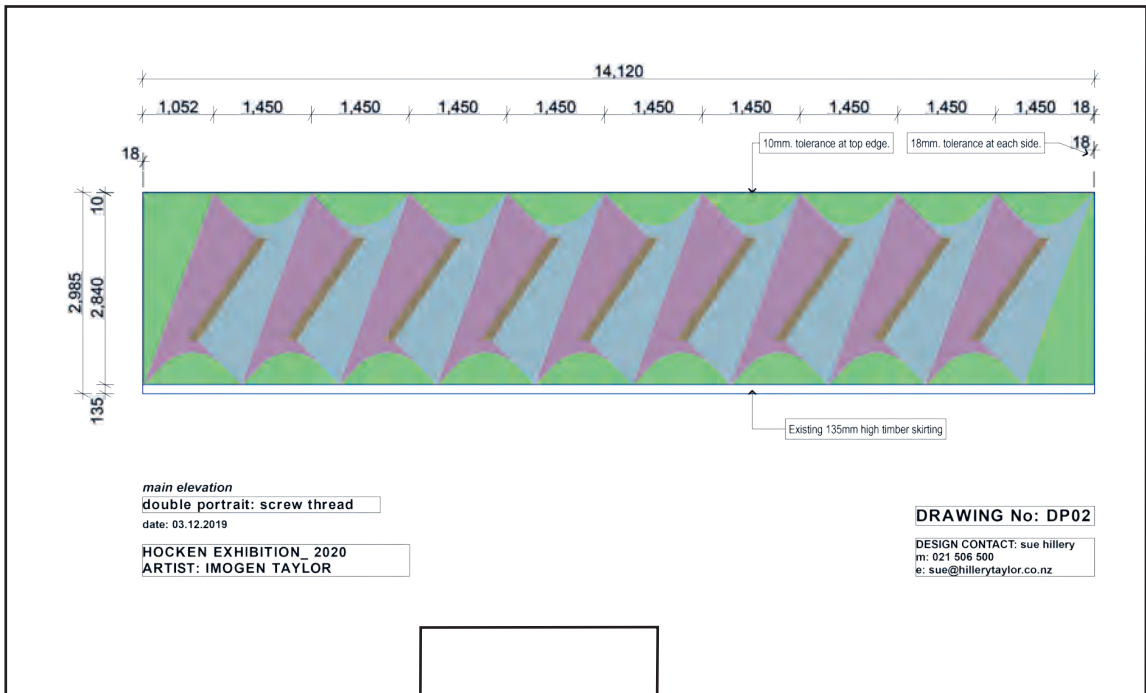 14,120
1,052 1,450 1,450 1,450 1,450 1,450 1,450 1,450 1,450 1,450 18
18
10mm. tolerance at top edge.
18mm. tolerance at each side.
18
2,985
10
2,840
135
Existing 135mm high timber skirting
main elevation
double portrait: screw thread
date: 03.12.2019
HOCKEN EXHIBITION_ 2020
ARTIST: IMOGEN TAYLOR
DRAWING No: DP02
DESIGN CONTACT: sue hillery
m: 021 506 500
e: sue@hillerytaylor.co.nz